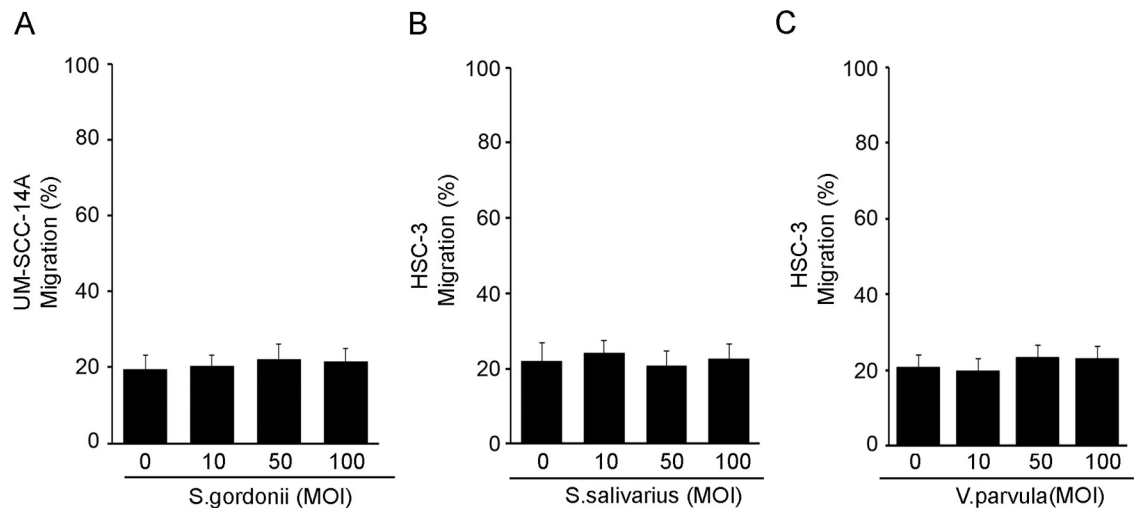 A
UM-SCC-14A
Migration (%)
100
80
60
40
20
0
0 10 50 100
S.gordonii (MOI)
B
HSC-3
Migration (%)
100
80
60
40
20
0
0 10 50 100
S.salivarius (MOI)
C
HSC-3
Migration (%)
100
80
60
40
20
0
0 10 50 100
V.parvula(MOI)